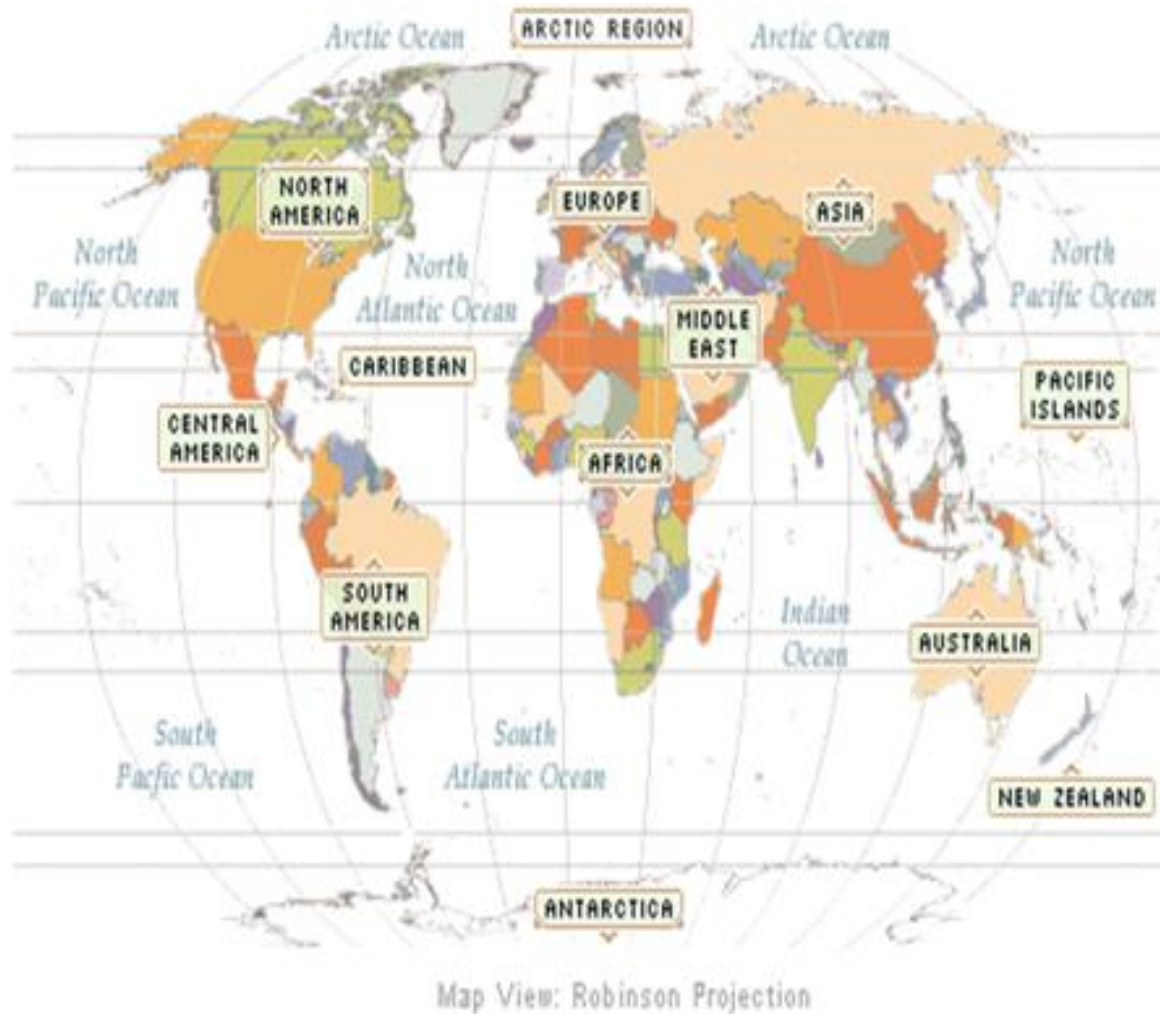 ARCTIC REGION
Arctic Ocean
Arctic Ocean
NORTH
AMERICA
EUROPE
ASIA
North
Pacific Ocean
North
Atlantic Ocean
North
Pacific Ocean
MIDDLE
EAST
CARIBBEAN
PACIFIC
ISLANDS
CENTRAL
AMERICA
AFRICA
SOUTH
AMERICA
Indian
Ocean
AUSTRALIA
South
Pacfic Ocean
South
Atlantic Ocean
NEW ZEALAND
ANTARCTICA
Map View: Robinson Projection